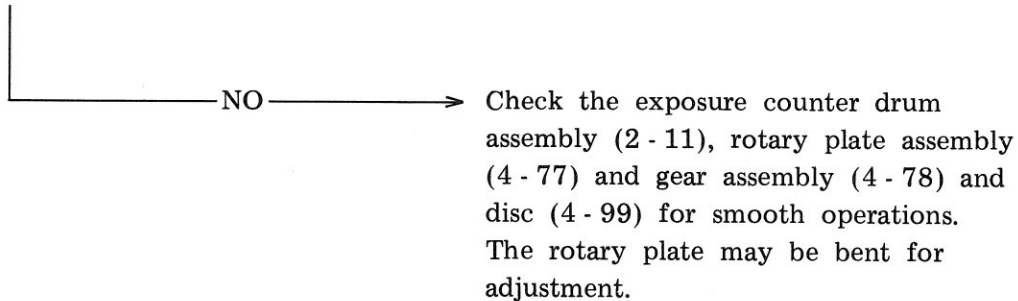 NO
Check the exposure counter drum
assembly (2 - 11), rotary plate assembly
(4 - 77) and gear assembly (4 - 78) and
disc (4 - 99) for smooth operations.
The rotary plate may be bent for
adjustment.